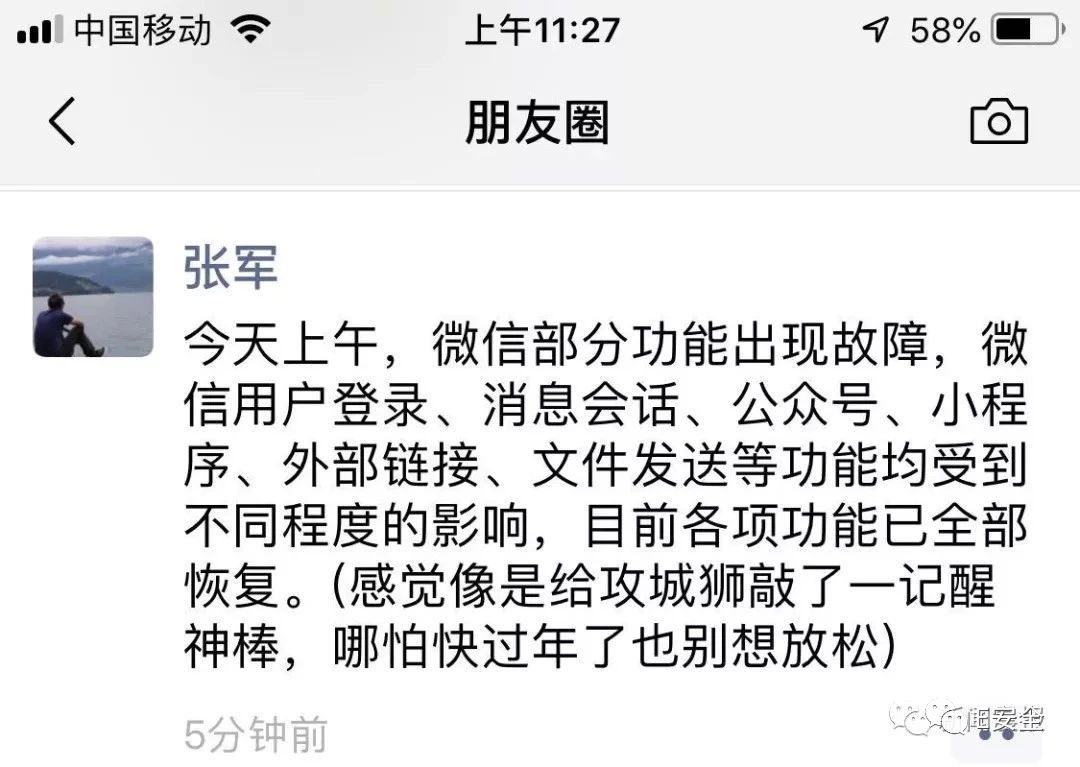 中国移动 上午11:27 58%
朋友圈
张军
今天上午，微信部分功能出现故障，微
信用户登录、消息会话、公众号、小程
序、外部链接、文件发送等功能均受到
不同程度的影响，目前各项功能已全部
恢复。(感觉像是给攻城狮敲了一记醒
神棒，哪怕快过年了也别想放松)
5分钟前